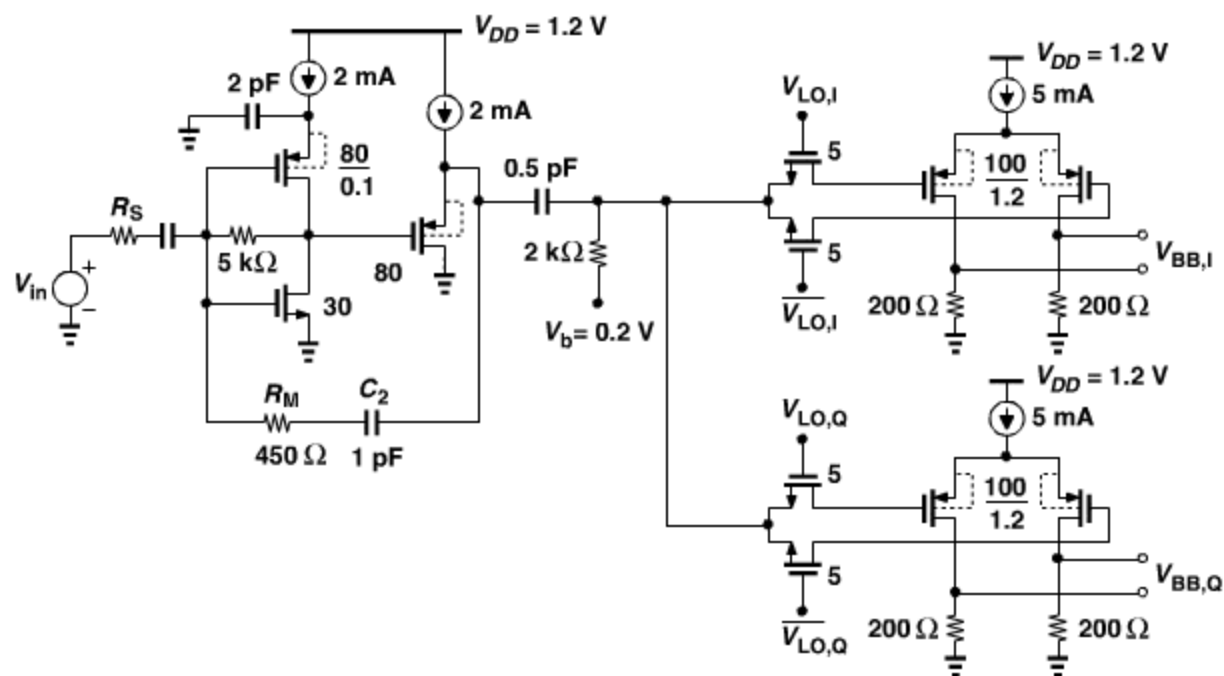 V_DD = 1.2 V
2 pF
2 mA
2 mA
80
0.1
R_S
5 kΩ
80
V_in
+
−
30
R_M
C_2
450 Ω
1 pF
0.5 pF
2 kΩ
V_b= 0.2 V
V_LO,I
5
5
V̅_LO,I
V_DD = 1.2 V
5 mA
100
1.2
V_BB,I
200 Ω
200 Ω
V_LO,Q
5
5
V̅_LO,Q
V_DD = 1.2 V
5 mA
100
1.2
V_BB,Q
200 Ω
200 Ω